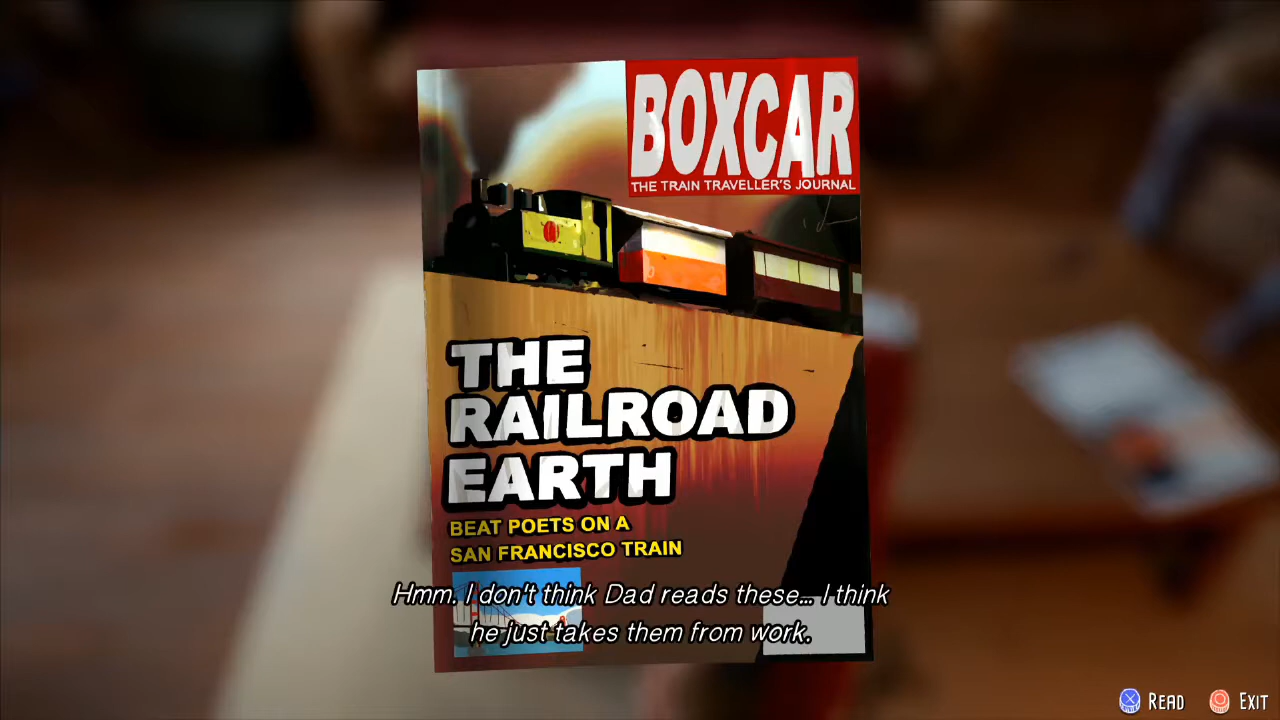 BOXCAR
THE TRAIN TRAVELLER'S JOURNAL
THE
RAILROAD
EARTH
BEAT POETS ON A
SAN FRANCISCO TRAIN
Hmm. I don't think Dad reads these... I think
he just takes them from work.
READ EXIT